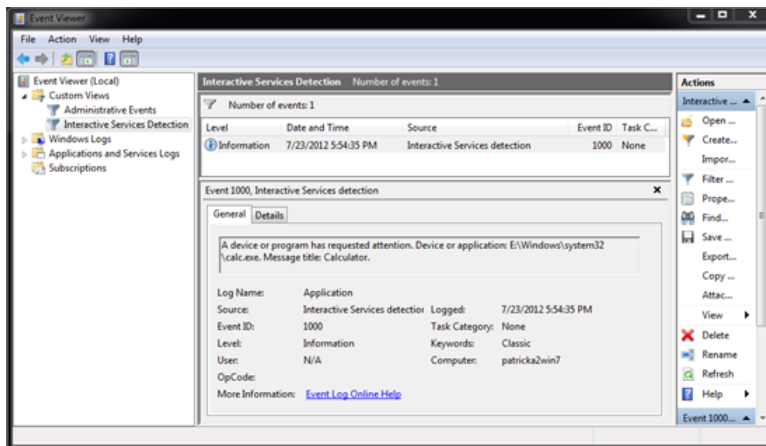 Event Viewer
File Action View Help
Event Viewer (Local)
Custom Views
Administrative Events
Interactive Services Detection
Windows Logs
Applications and Services Logs
Subscriptions
Interactive Services Detection Number of events: 1
Number of events: 1
Level Date and Time Source Event ID Task C...
Information 7/23/2012 5:54:35 PM Interactive Services detection 1000 None
Event 1000, Interactive Services detection
General Details
A device or program has requested attention. Device or application: E:\Windows\system32
\calc.exe. Message title: Calculator.
Log Name: Application
Source: Interactive Services detection Logged: 7/23/2012 5:54:35 PM
Event ID: 1000 Task Category: None
Level: Information Keywords: Classic
User: N/A Computer: patricka2win7
OpCode:
More Information: Event Log Online Help
Actions
Interactive ...
Open ...
Create...
Impor...
Filter ...
Prope...
Find...
Save ...
Export...
Copy ...
Attac...
View
Delete
Rename
Refresh
Help
Event 1000...